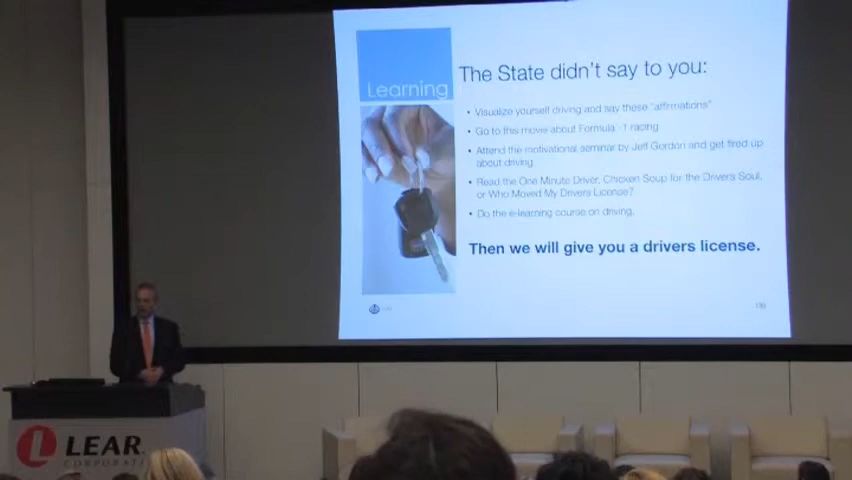 Learning
The State didn't say to you:
• Visualize yourself driving and say these "affirmations"
• Go to this movie about Formula -1 racing
• Attend the motivational seminar by Jeff Gordon and get fired up
about driving
• Read the One Minute Driver, Chicken Soup for the Drivers Soul,
or Who Moved My Drivers License?
• Do the e-learning course on driving.
Then we will give you a drivers license.
LEAR
CORPORATI